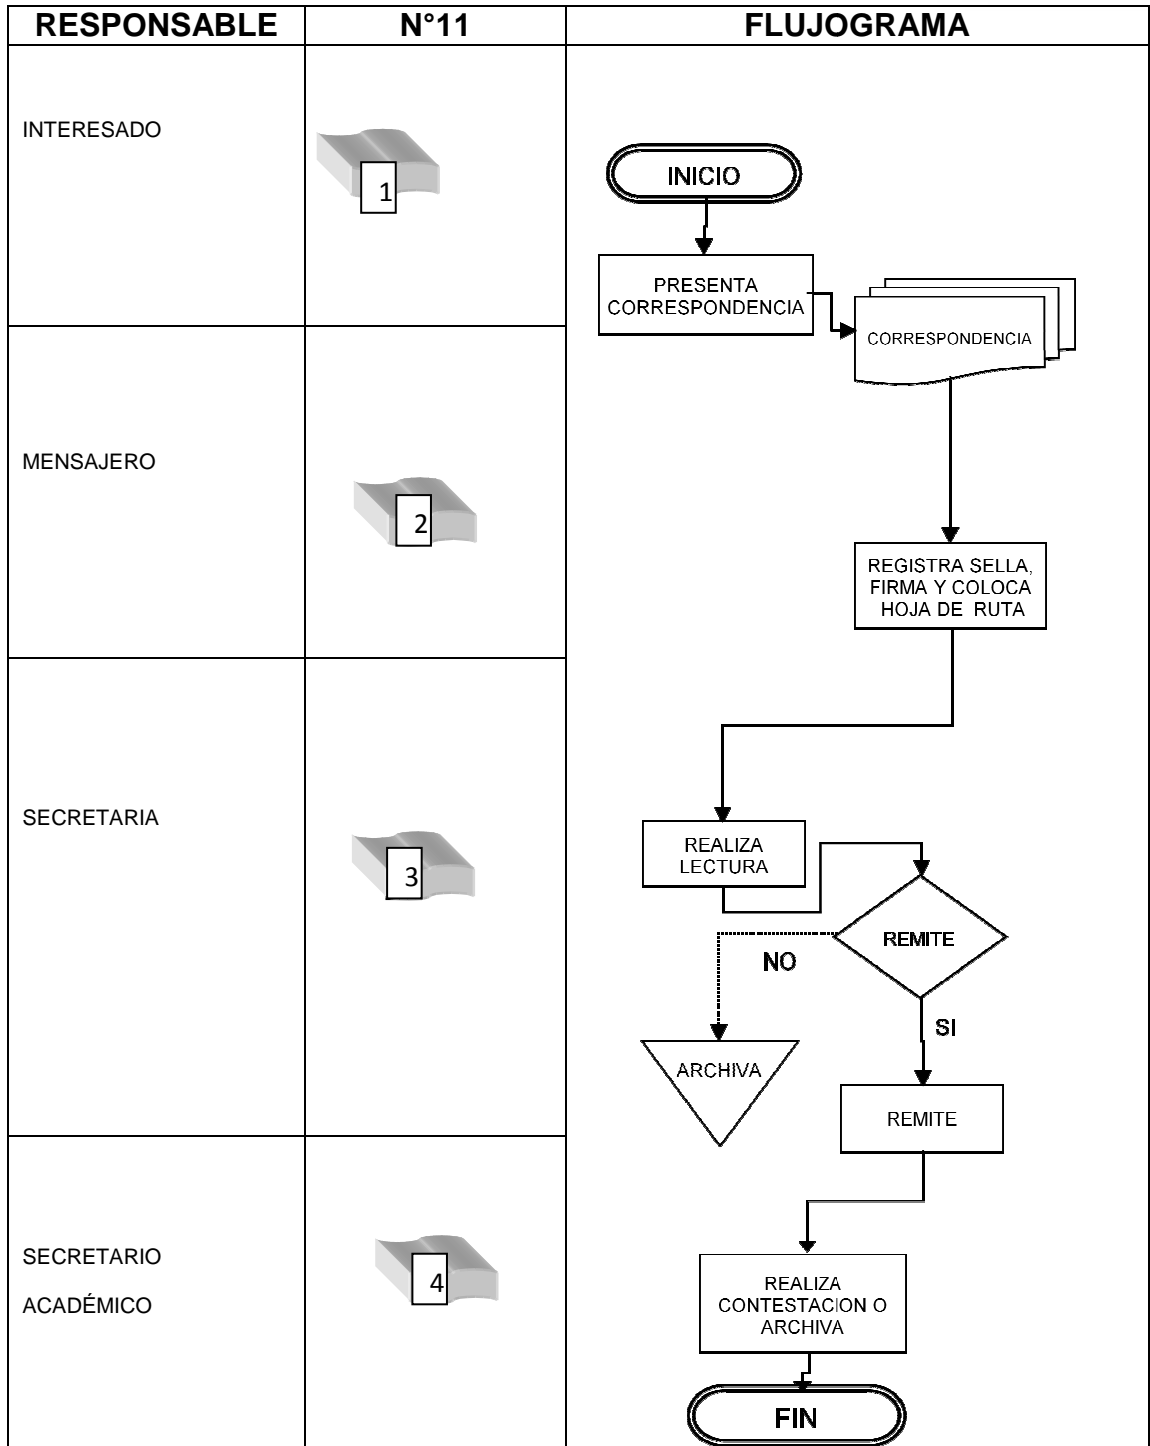 RESPONSABLE
N°11
FLUJOGRAMA
INTERESADO
1
INICIO
PRESENTA
CORRESPONDENCIA
CORRESPONDENCIA
MENSAJERO
2
REGISTRA SELLA,
FIRMA Y COLOCA
HOJA DE RUTA
SECRETARIA
3
REALIZA
LECTURA
REMITE
NO
SI
ARCHIVA
REMITE
SECRETARIO
ACADÉMICO
4
REALIZA
CONTESTACION O
ARCHIVA
FIN